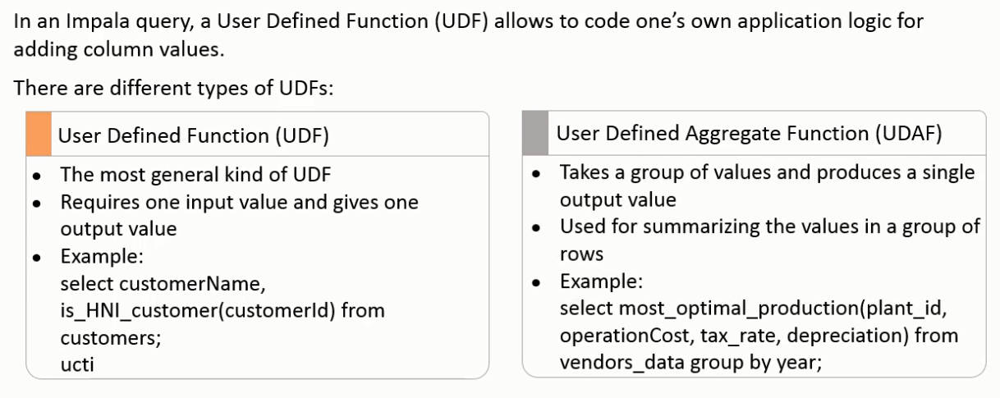 In an Impala query, a User Defined Function (UDF) allows to code one’s own application logic for
adding column values.
There are different types of UDFs:
User Defined Function (UDF)
• The most general kind of UDF
• Requires one input value and gives one
output value
• Example:
select customerName,
is_HNI_customer(customerId) from
customers;
ucti
User Defined Aggregate Function (UDAF)
• Takes a group of values and produces a single
output value
• Used for summarizing the values in a group of
rows
• Example:
select most_optimal_production(plant_id,
operationCost, tax_rate, depreciation) from
vendors_data group by year;